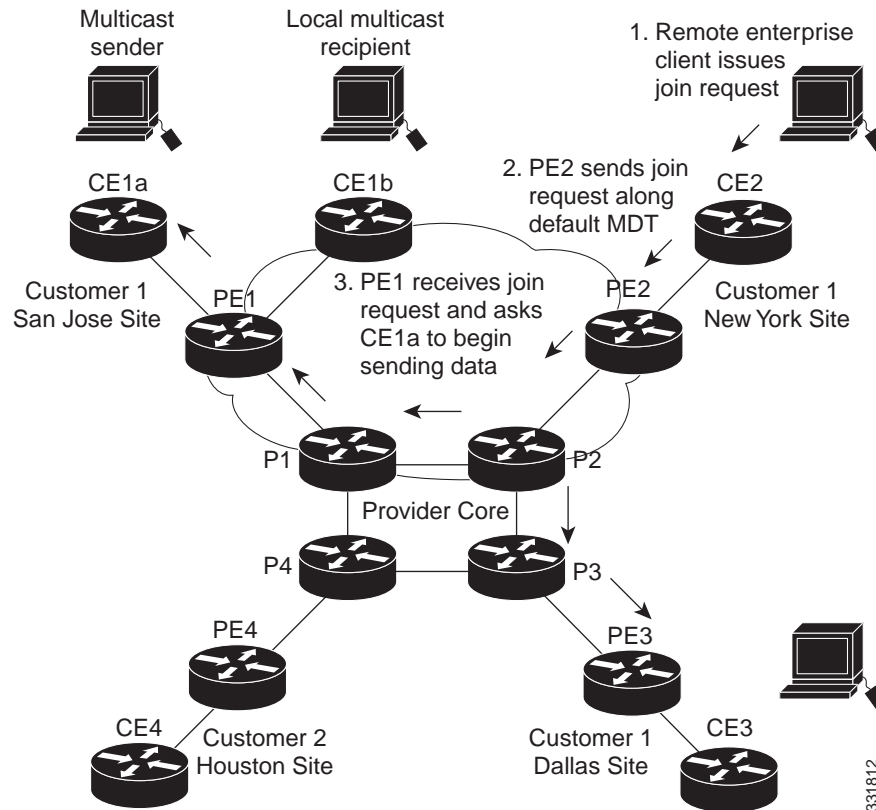 Multicast
sender
Local multicast
recipient
1. Remote enterprise
client issues
join request
CE1a
CE1b
2. PE2 sends join
request along
default MDT
CE2
Customer 1
San Jose Site
PE1
3. PE1 receives join
request and asks
CE1a to begin
sending data
PE2
Customer 1
New York Site
P1
P2
Provider Core
P4
P3
PE4
PE3
CE4
Customer 2
Houston Site
Customer 1
Dallas Site
CE3
331812